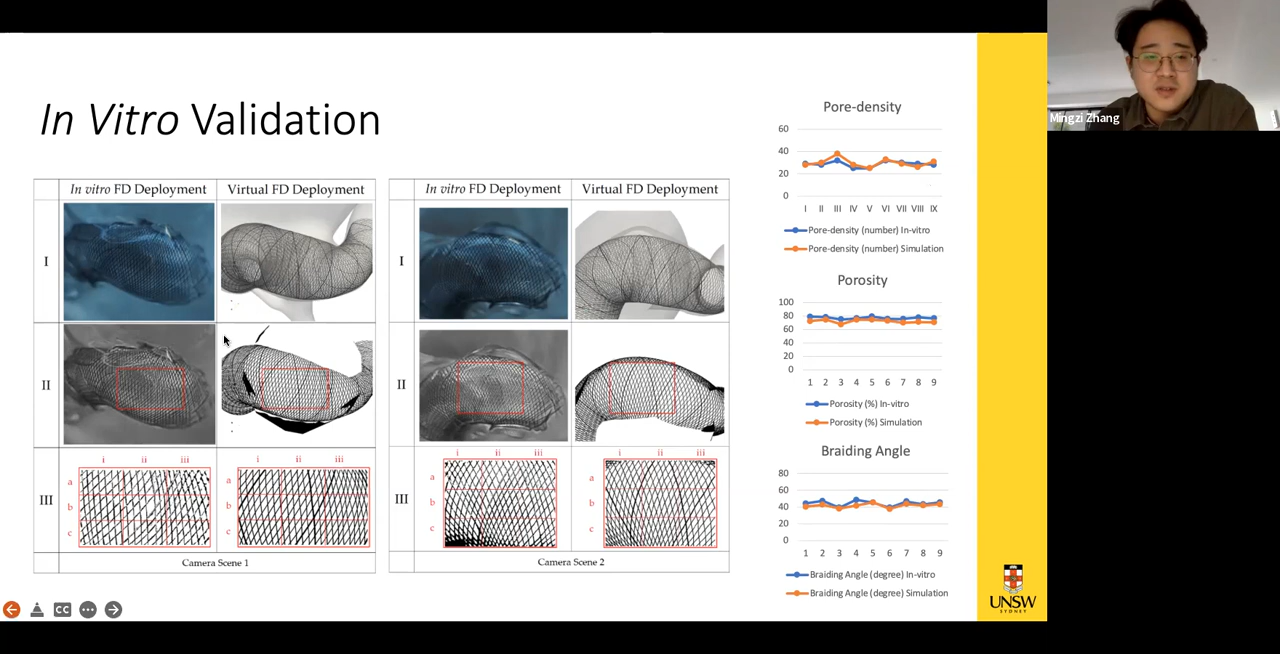 In Vitro Validation
In vitro FD Deployment Virtual FD Deployment
I
II
III
i ii iii i ii iii
a a
b b
c c
Camera Scene 1
In vitro FD Deployment Virtual FD Deployment
I
II
III
i ii iii i ii iii
a a
b b
c c
Camera Scene 2
Pore-density
60
40
20
0
I II III IV V VI VII VIII IX
Pore-density (number) In-vitro
Pore-density (number) Simulation
Porosity
100
80
60
40
20
0
1 2 3 4 5 6 7 8 9
Porosity (%) In-vitro
Porosity (%) Simulation
Braiding Angle
80
60
40
20
0
1 2 3 4 5 6 7 8 9
Braiding Angle (degree) In-vitro
Braiding Angle (degree) Simulation
UNSW
SYDNEY
CC
Mingzi Zhang